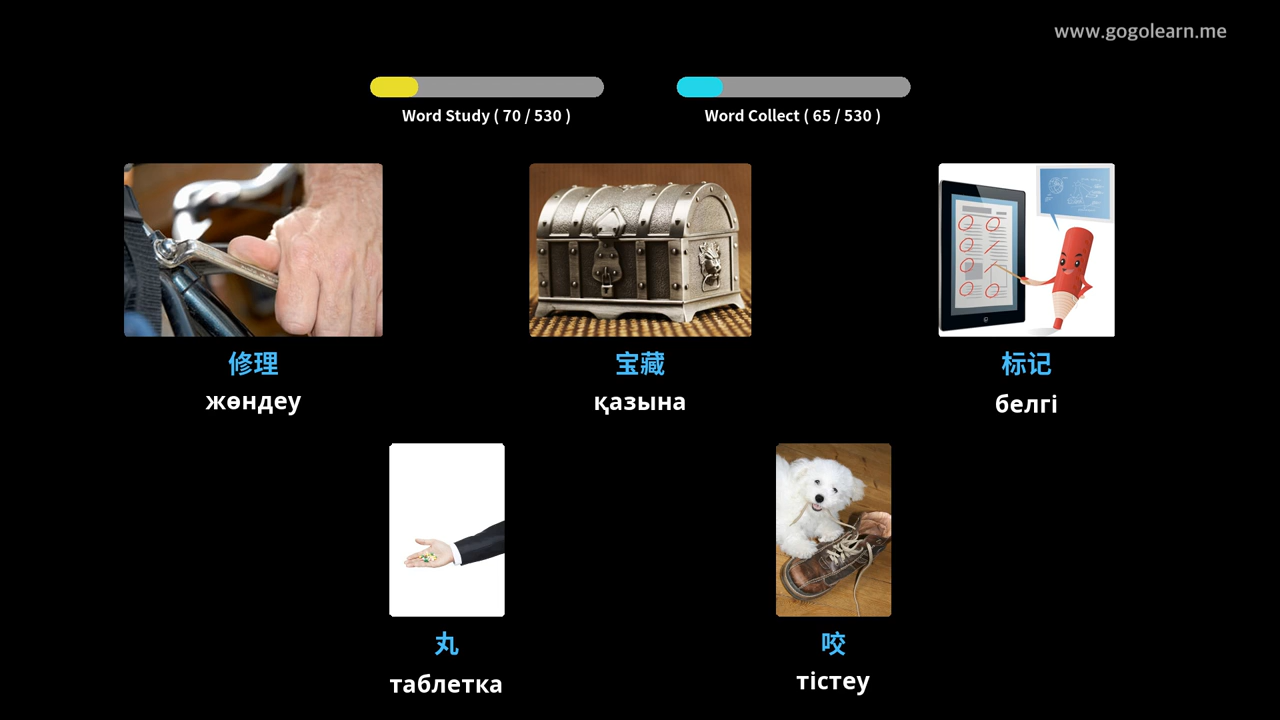 www.gogolearn.me
Word Study ( 70 / 530 )
Word Collect ( 65 / 530 )
修理
жөндеу
宝藏
қазына
标记
белгі
丸
таблетка
咬
тістеу